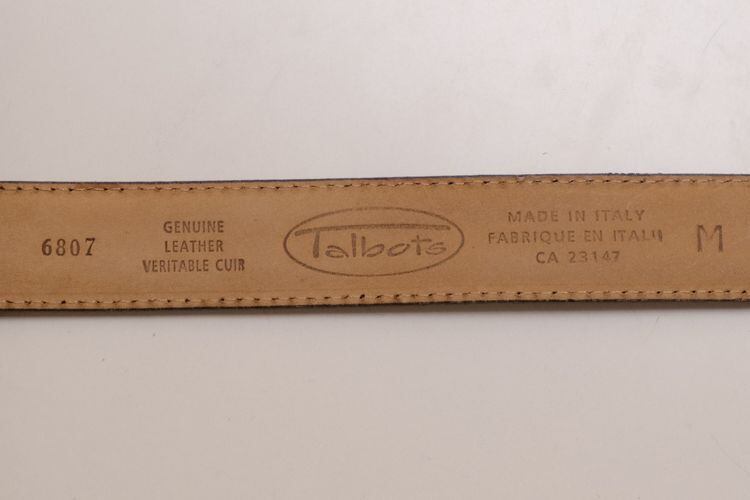 6807
GENUINE
LEATHER
VERITABLE CUIR
Talbots
MADE IN ITALY
FABRIQUE EN ITALIE
CA 23147
M